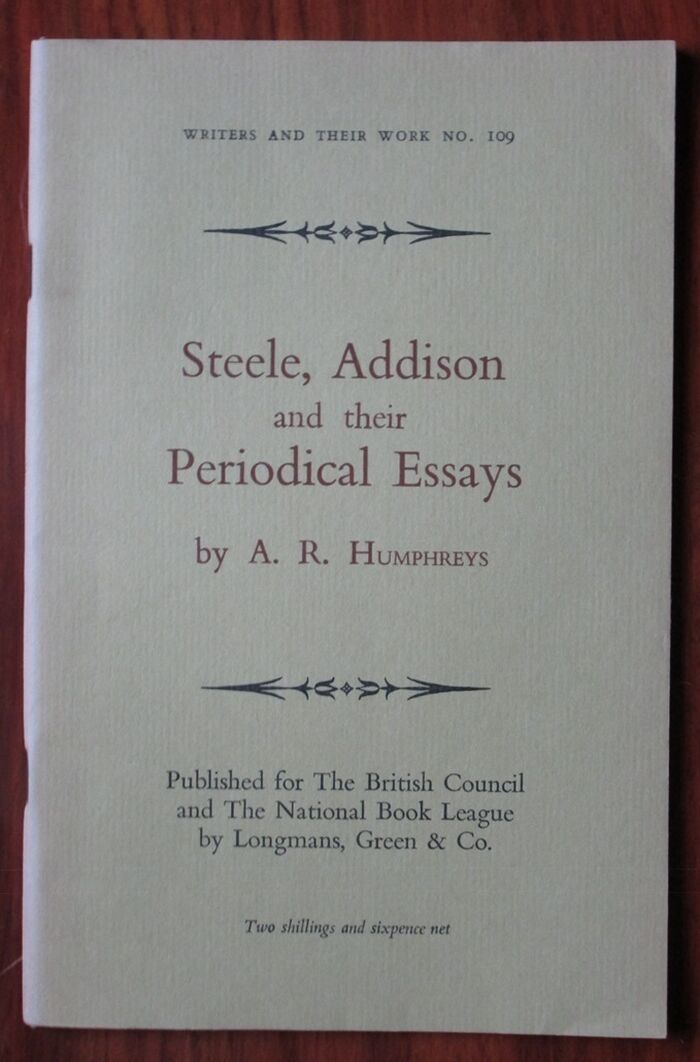 WRITERS AND THEIR WORK NO. 109
Steele, Addison
and their
Periodical Essays
by A. R. HUMPHREYS
Published for The British Council
and The National Book League
by Longmans, Green & Co.
Two shillings and sixpence net